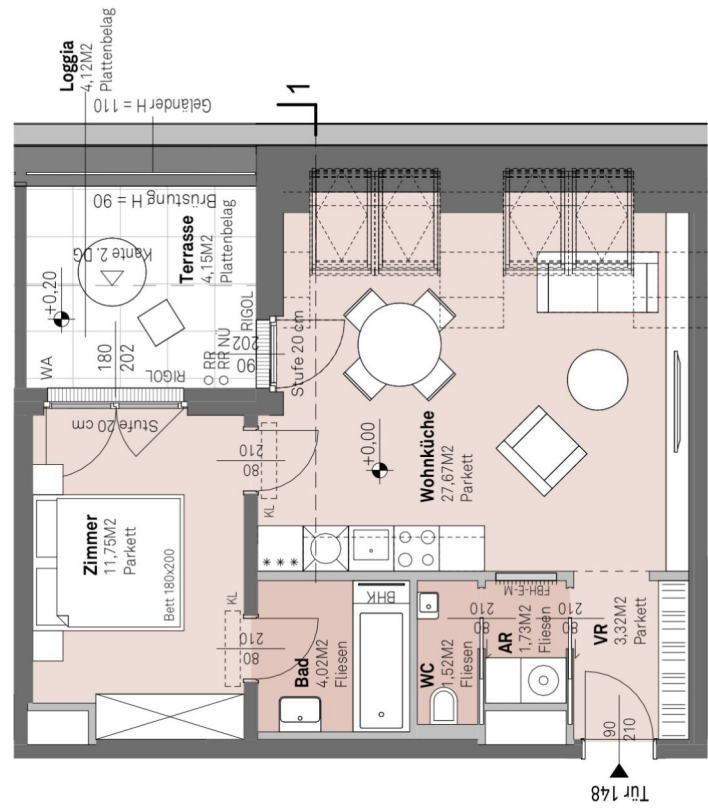 Loggia
4,12M2
Plattenbelag
Geländer H = 110
1
Brüstung H = 90
Kante 2. DG
Terrasse
4,15M2
Plattenbelag
+0,20
WA
180
202
RIGOL
RR
RR NÜ
RIGOL
90
202
Stufe 20 cm
Stufe 20 cm
80
210
KL
+0,00
Wohnküche
27,67M2
Parkett
Zimmer
11,75M2
Parkett
Bett 180x200
KL
80
210
Bad
4,02M2
Fliesen
BHK
WC
1,52M2
Fliesen
80
210
AR
1,73M2
Fliesen
FBH-E-M
80
210
VR
3,32M2
Parkett
90
210
Tür 148